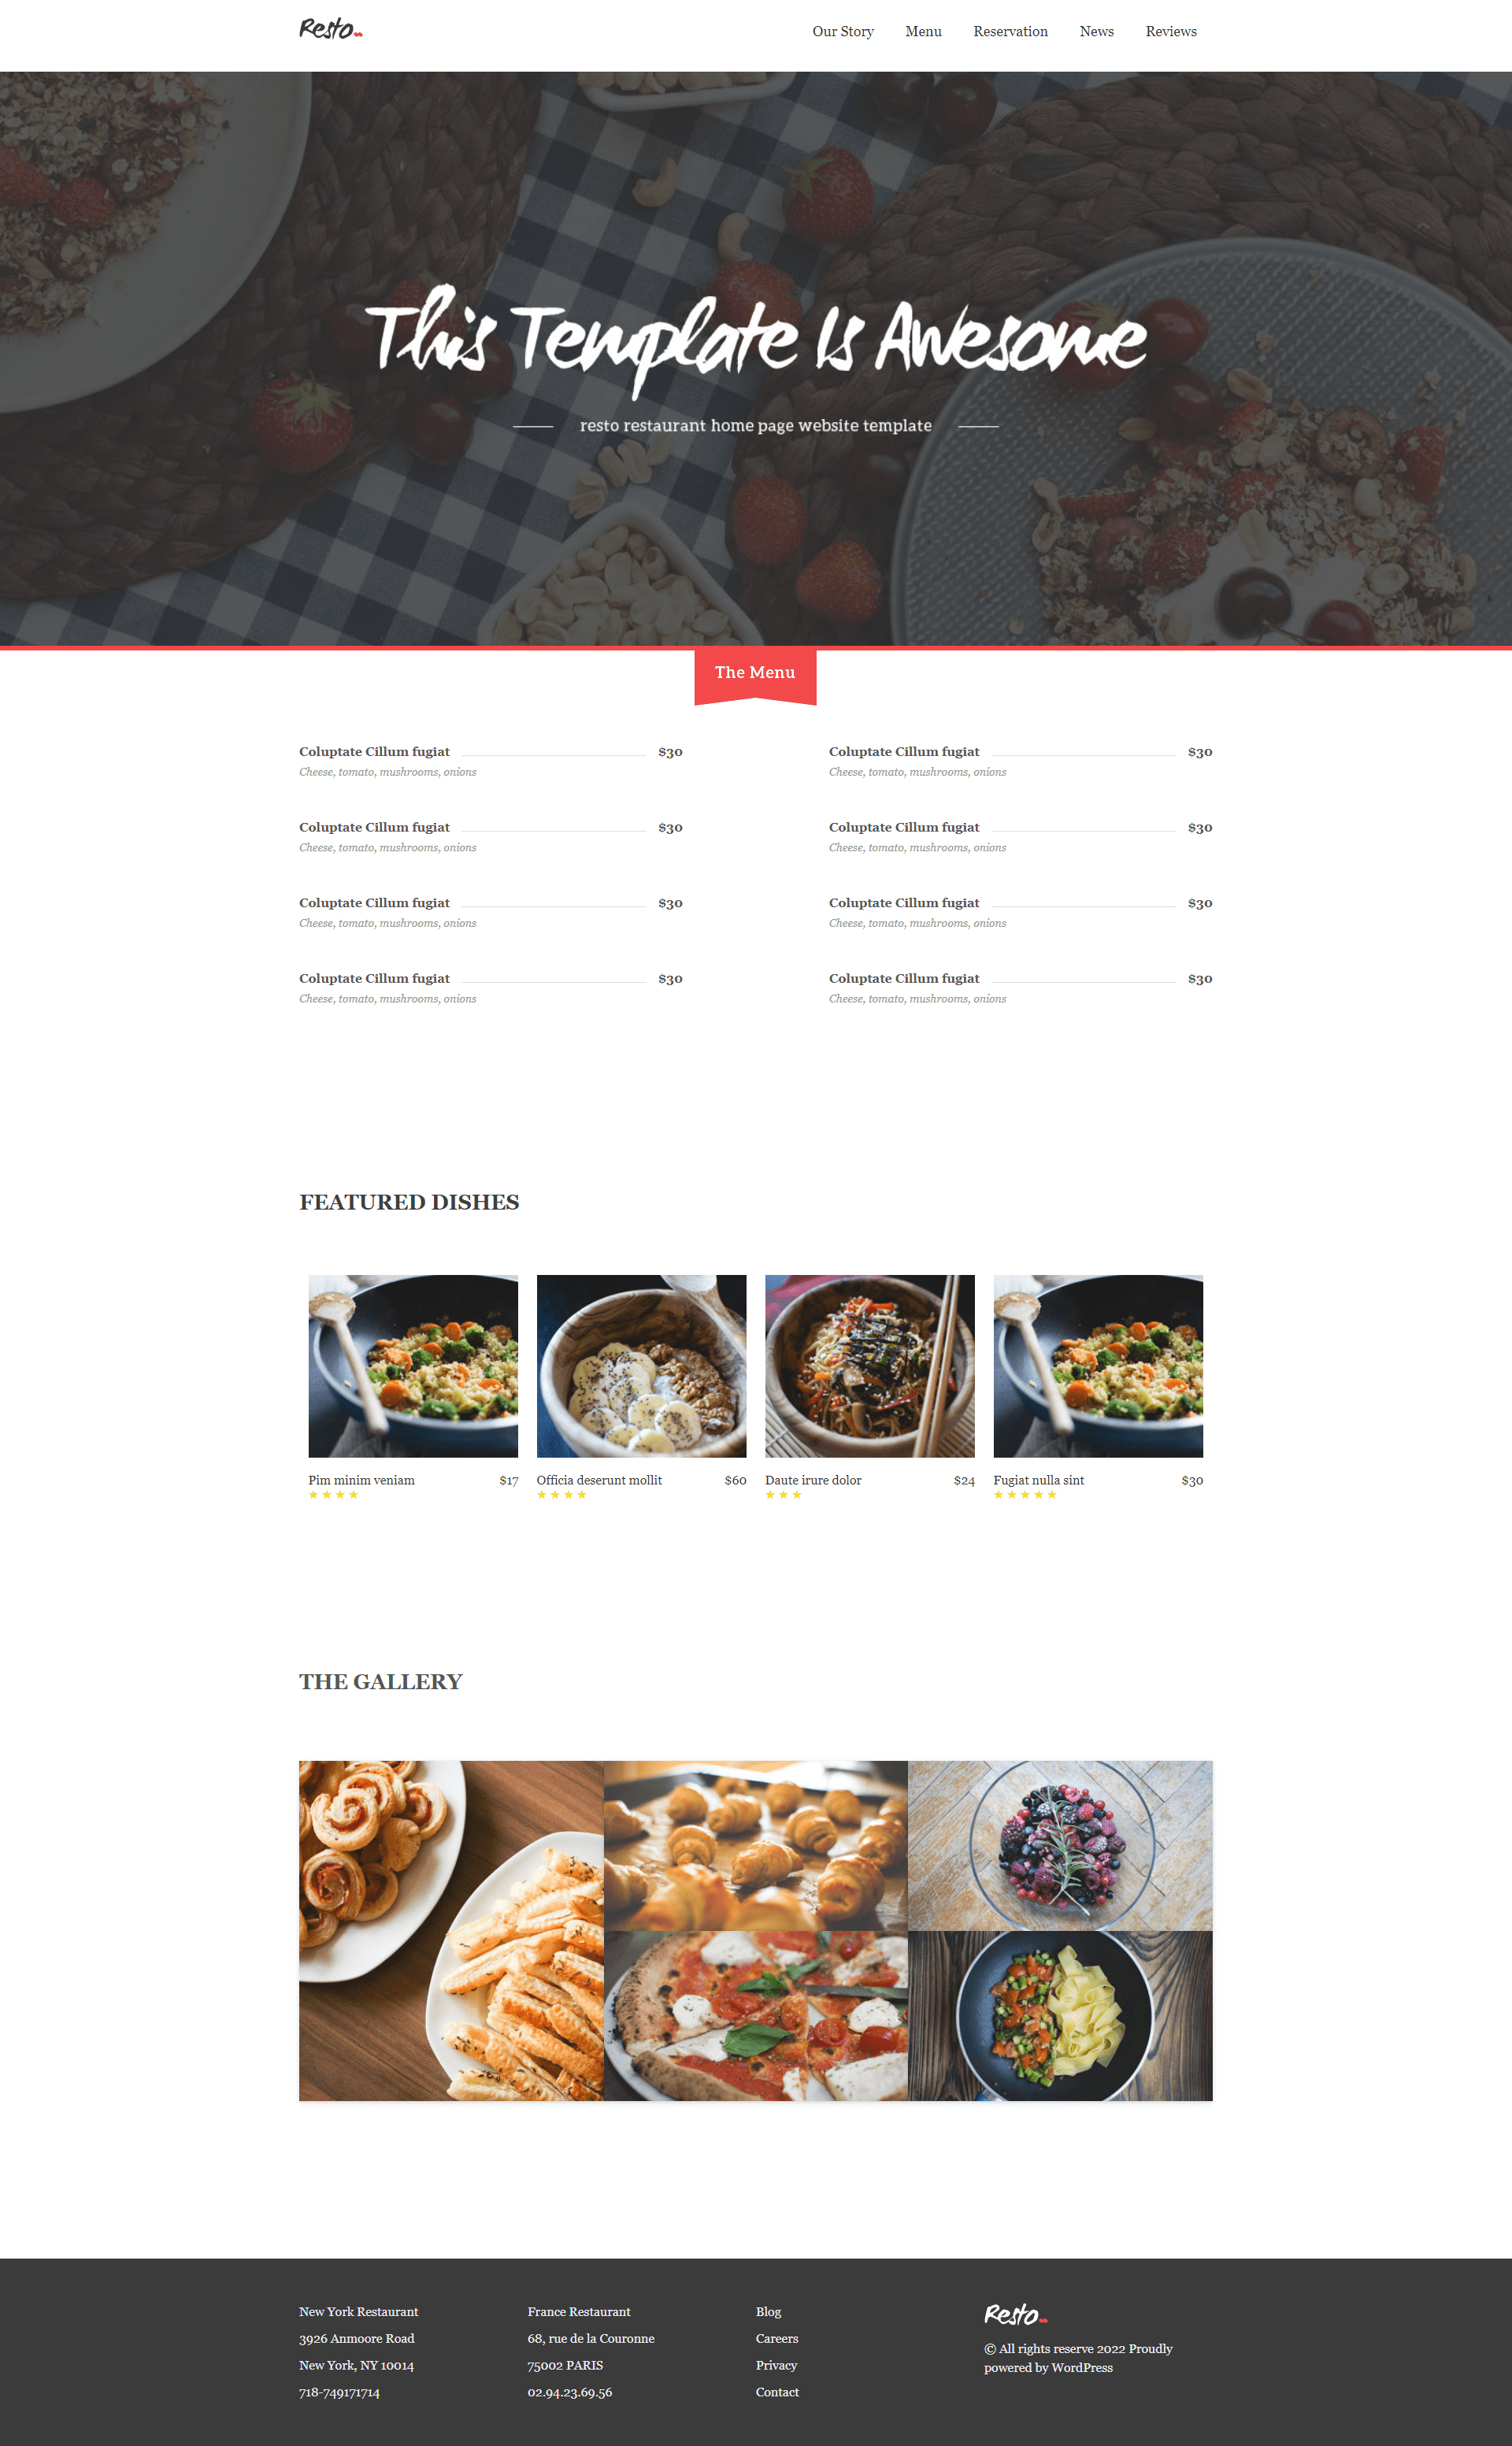 Resto
Our Story Menu Reservation News Reviews
This Template Is Awesome
resto restaurant home page website template
The Menu
Coluptate Cillum fugiat $30
Cheese, tomato, mushrooms, onions
Coluptate Cillum fugiat $30
Cheese, tomato, mushrooms, onions
Coluptate Cillum fugiat $30
Cheese, tomato, mushrooms, onions
Coluptate Cillum fugiat $30
Cheese, tomato, mushrooms, onions
Coluptate Cillum fugiat $30
Cheese, tomato, mushrooms, onions
Coluptate Cillum fugiat $30
Cheese, tomato, mushrooms, onions
Coluptate Cillum fugiat $30
Cheese, tomato, mushrooms, onions
Coluptate Cillum fugiat $30
Cheese, tomato, mushrooms, onions
FEATURED DISHES
Pim minim veniam $17
Officia deserunt mollit $60
Daute irure dolor $24
Fugiat nulla sint $30
THE GALLERY
New York Restaurant
3926 Anmoore Road
New York, NY 10014
718-749171714
France Restaurant
68, rue de la Couronne
75002 PARIS
02.94.23.69.56
Blog
Careers
Privacy
Contact
Resto
© All rights reserve 2022 Proudly
powered by WordPress